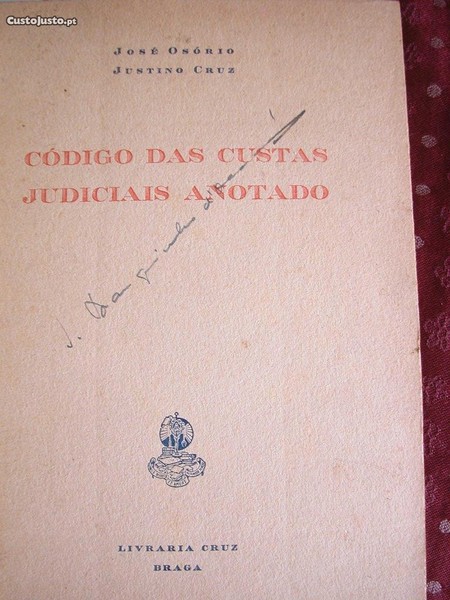 CustoJusto.pt
José Osório
Justino Cruz
CÓDIGO DAS CUSTAS
JUDICIAIS ANOTADO
J.
LIVRARIA CRUZ
BRAGA